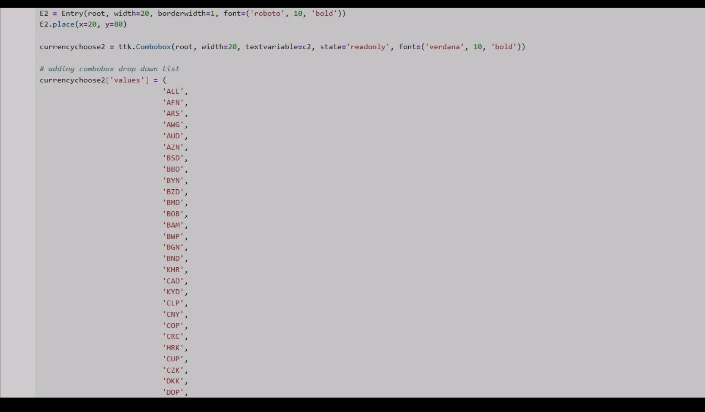 E2 = Entry(root, width=20, borderwidth=1, font=('roboto', 10, 'bold'))
E2.place(x=20, y=80)
currencychoose2 = ttk.Combobox(root, width=20, textvariable=c2, state='readonly', font=('verdana', 10, 'bold'))
# adding combobox drop down list
currencychoose2['values'] = (
'ALL',
'AFN',
'ARS',
'AWG',
'AUD',
'AZN',
'BSD',
'BBD',
'BYN',
'BZD',
'BMD',
'BOB',
'BAM',
'BWP',
'BGN',
'BND',
'KHR',
'CAD',
'KYD',
'CLP',
'CNY',
'COP',
'CRC',
'HRK',
'CUP',
'CZK',
'DKK',
'DOP',